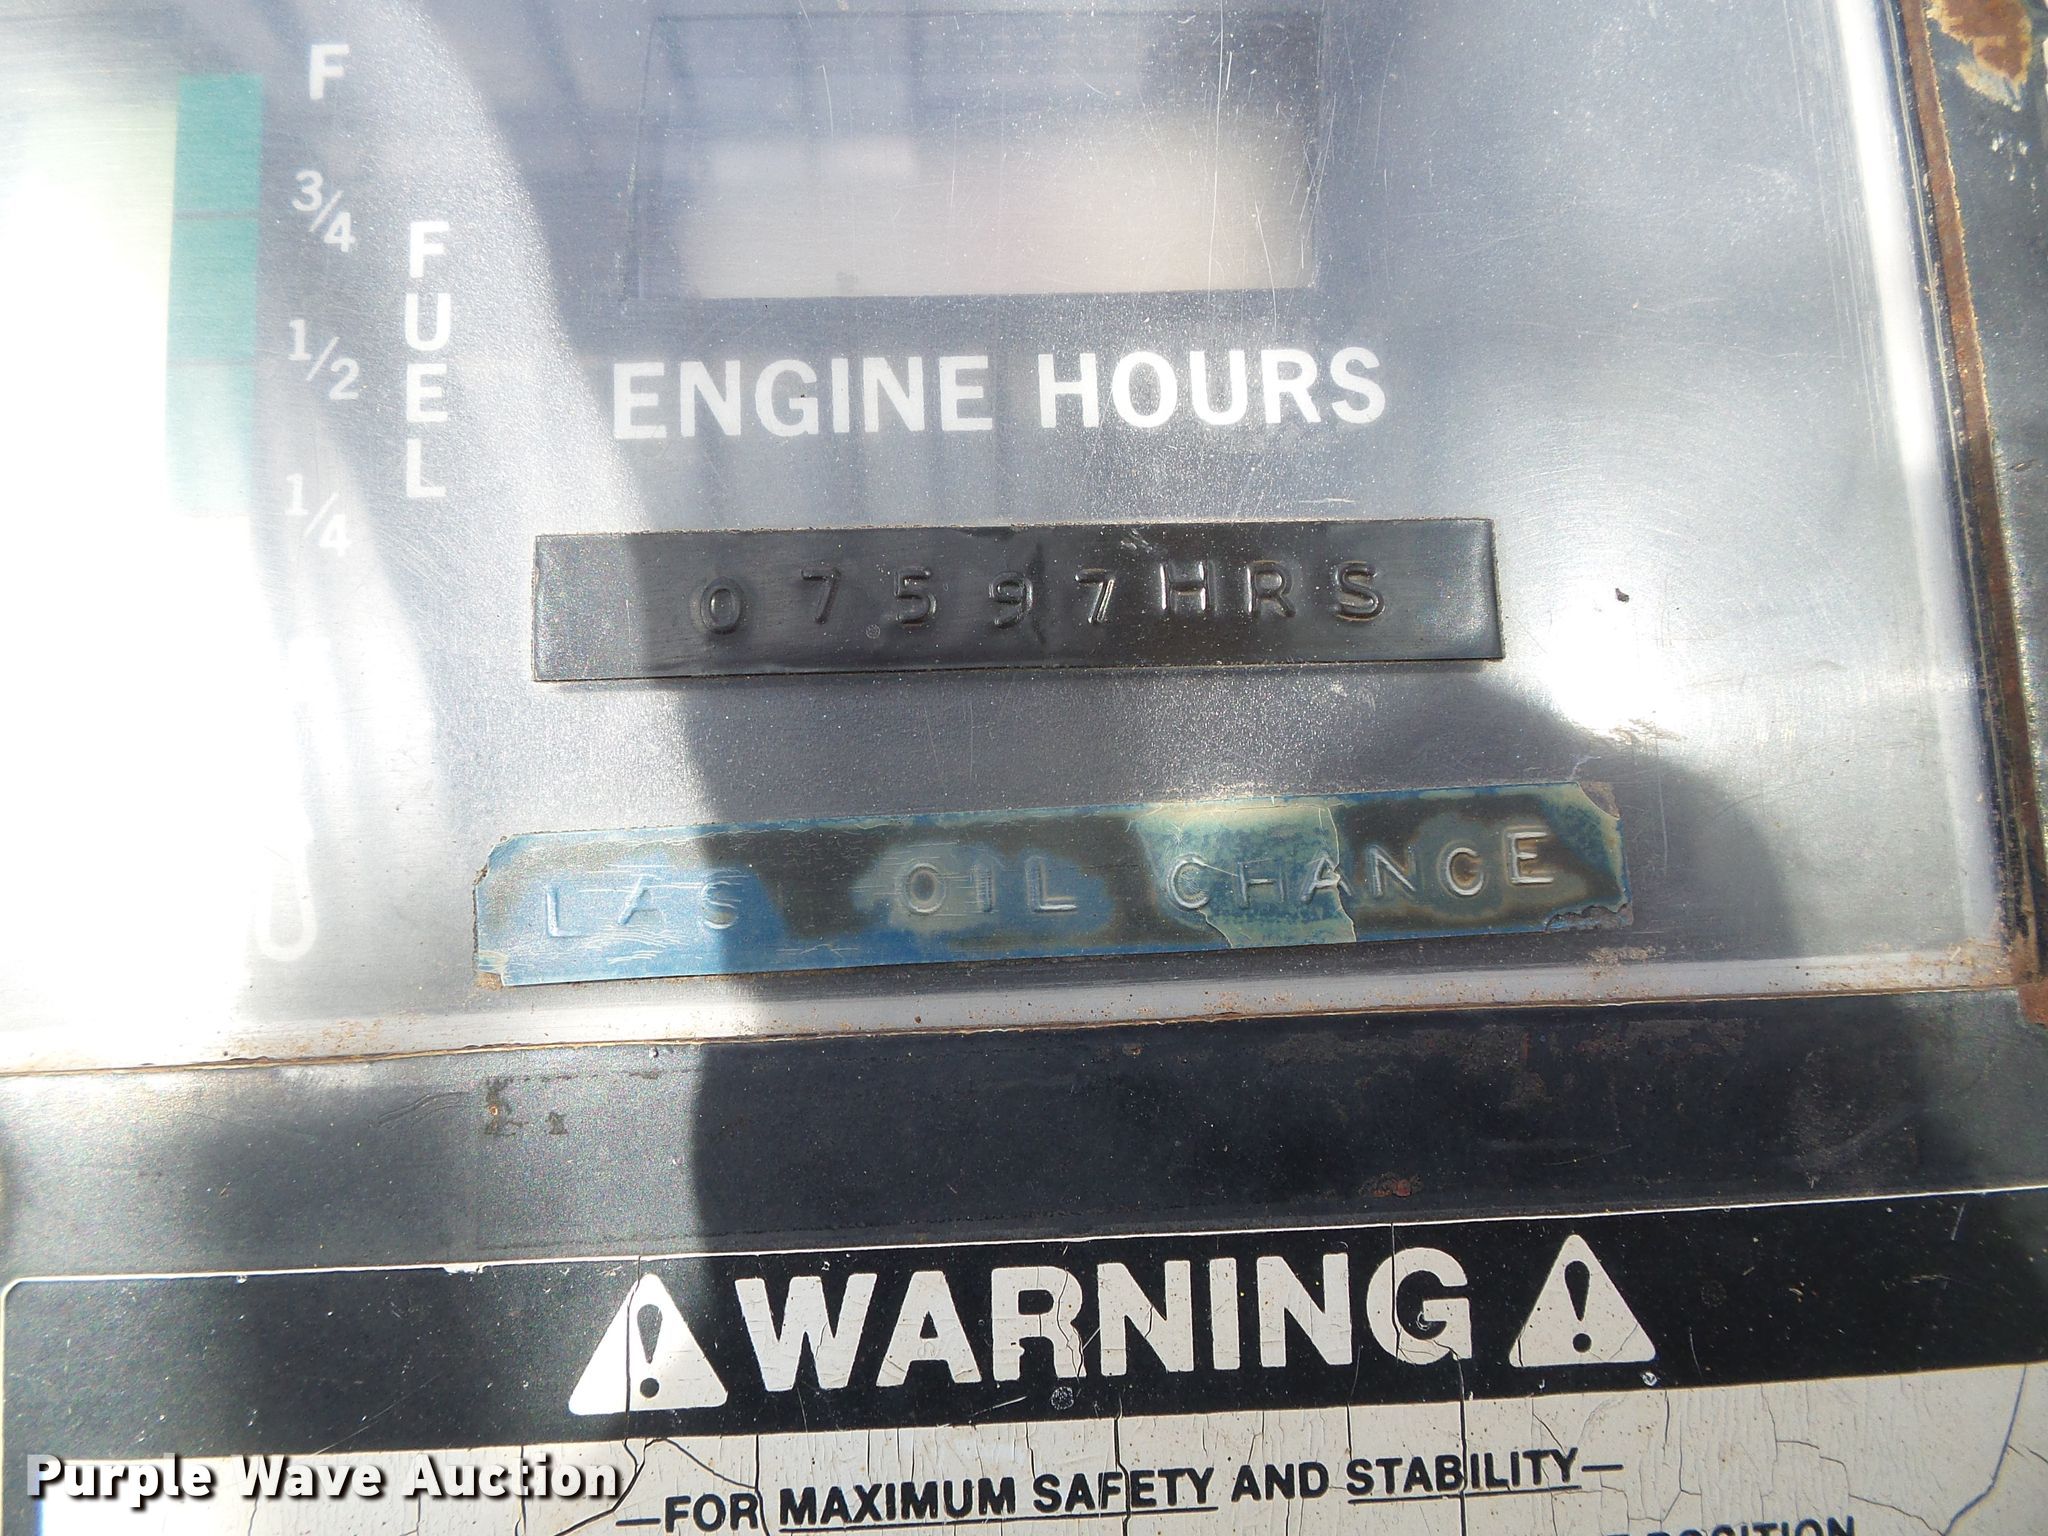 F
3/4
1/2
1/4
FUEL
ENGINE HOURS
07597HRS
LAS OIL CHANGE
WARNING
—FOR MAXIMUM SAFETY AND STABILITY—
POSITION
Purple Wave Auction